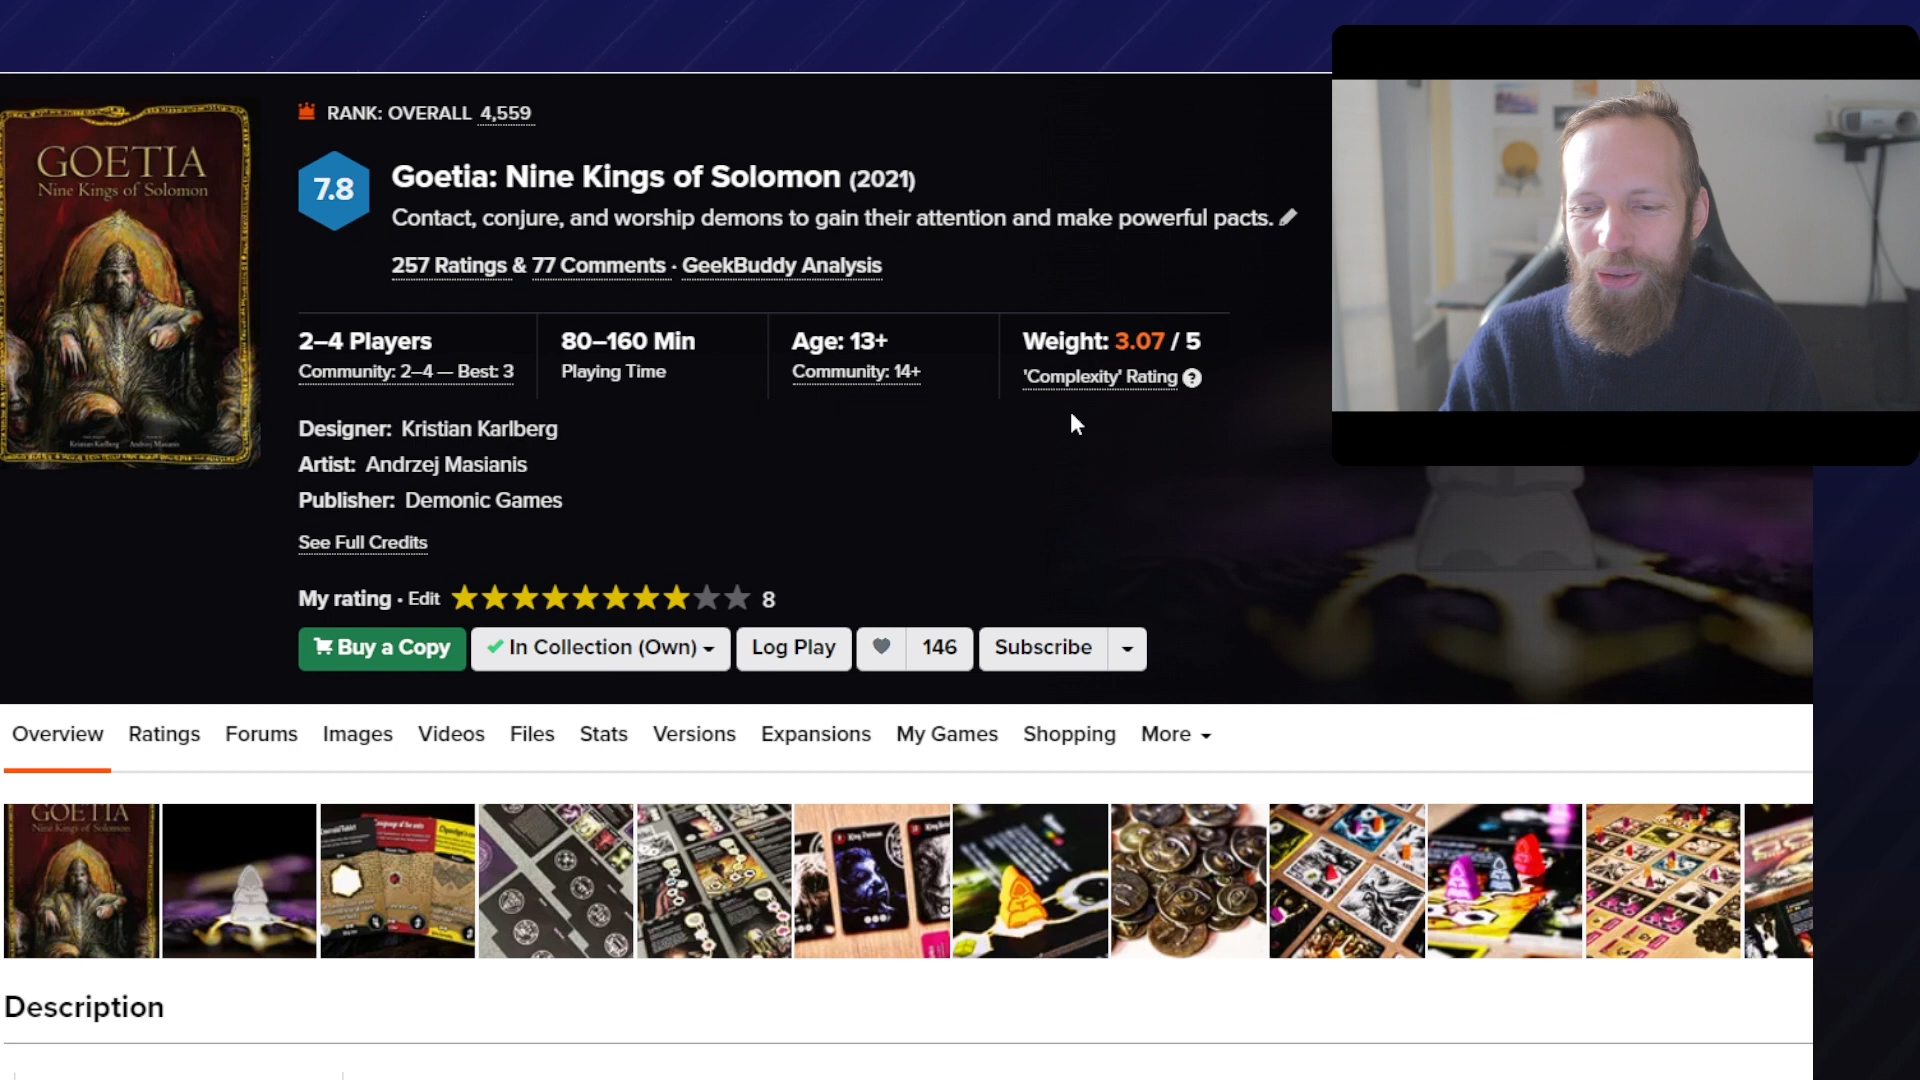 RANK: OVERALL 4,559
GOETIA
Nine Kings of Solomon
Kristian Karlberg Andrzej Masianis
7.8
Goetia: Nine Kings of Solomon (2021)
Contact, conjure, and worship demons to gain their attention and make powerful pacts.
257 Ratings & 77 Comments · GeekBuddy Analysis
2–4 Players
Community: 2–4 — Best: 3
80–160 Min
Playing Time
Age: 13+
Community: 14+
Weight: 3.07 / 5
'Complexity' Rating ?
Designer: Kristian Karlberg
Artist: Andrzej Masianis
Publisher: Demonic Games
See Full Credits
My rating · Edit 8
Buy a Copy In Collection (Own) Log Play 146 Subscribe
Overview Ratings Forums Images Videos Files Stats Versions Expansions My Games Shopping More
GOETIA
Nine Kings of Solomon
Description